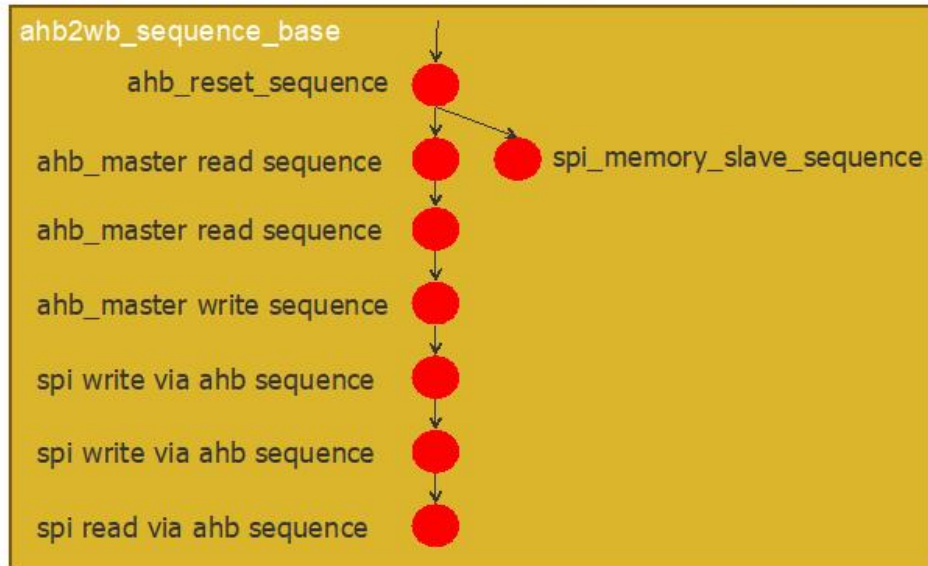 ahb2wb_sequence_base
ahb_reset_sequence
ahb_master read sequence
spi_memory_slave_sequence
ahb_master read sequence
ahb_master write sequence
spi write via ahb sequence
spi write via ahb sequence
spi read via ahb sequence